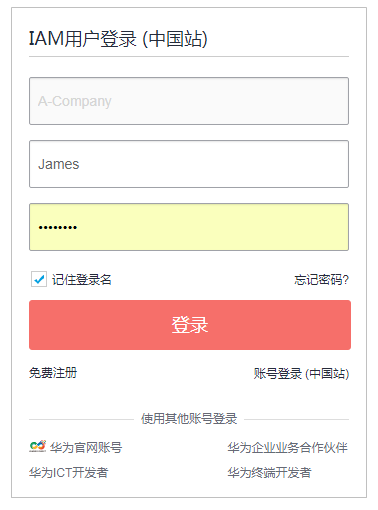 IAM用户登录 (中国站)
A-Company
James
••••••••
记住登录名 忘记密码?
登录
免费注册 账号登录 (中国站)
使用其他账号登录
华为官网账号 华为企业业务合作伙伴
华为ICT开发者 华为终端开发者